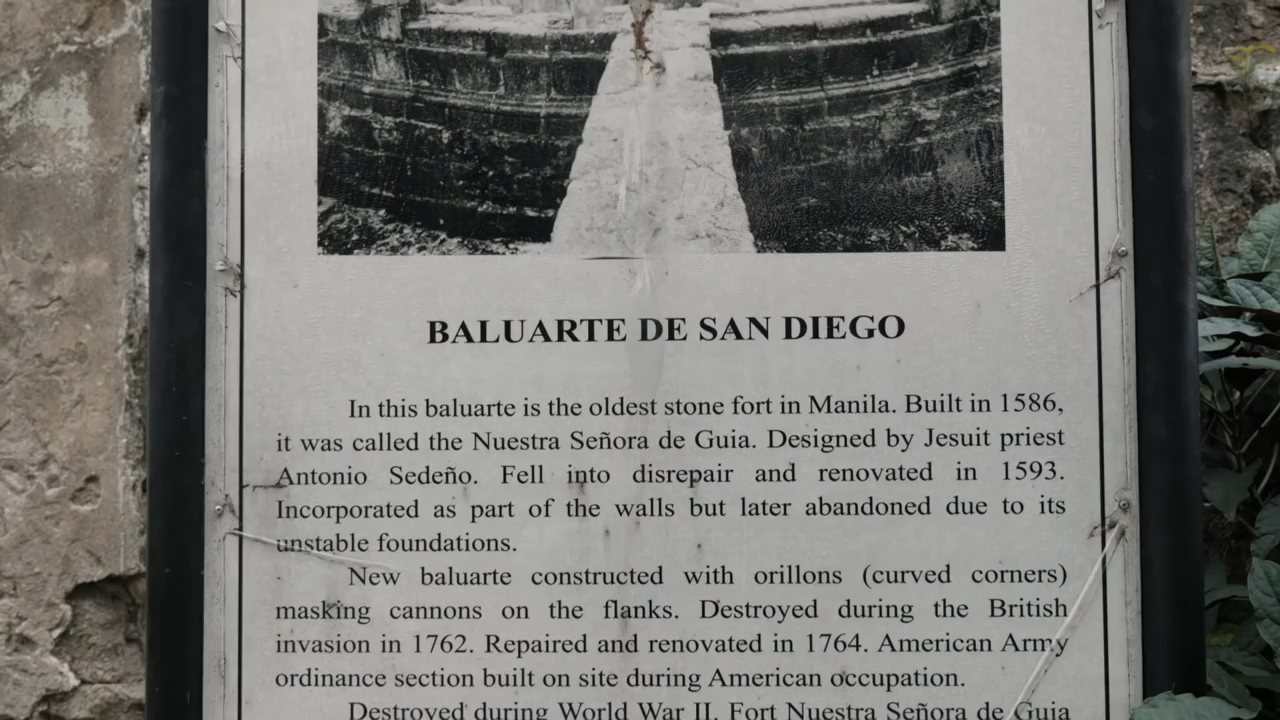 BALUARTE DE SAN DIEGO
In this baluarte is the oldest stone fort in Manila. Built in 1586,
it was called the Nuestra Señora de Guia. Designed by Jesuit priest
Antonio Sedeño. Fell into disrepair and renovated in 1593.
Incorporated as part of the walls but later abandoned due to its
unstable foundations.
New baluarte constructed with orillons (curved corners)
masking cannons on the flanks. Destroyed during the British
invasion in 1762. Repaired and renovated in 1764. American Army
ordinance section built on site during American occupation.
Destroyed during World War II. Fort Nuestra Señora de Guia